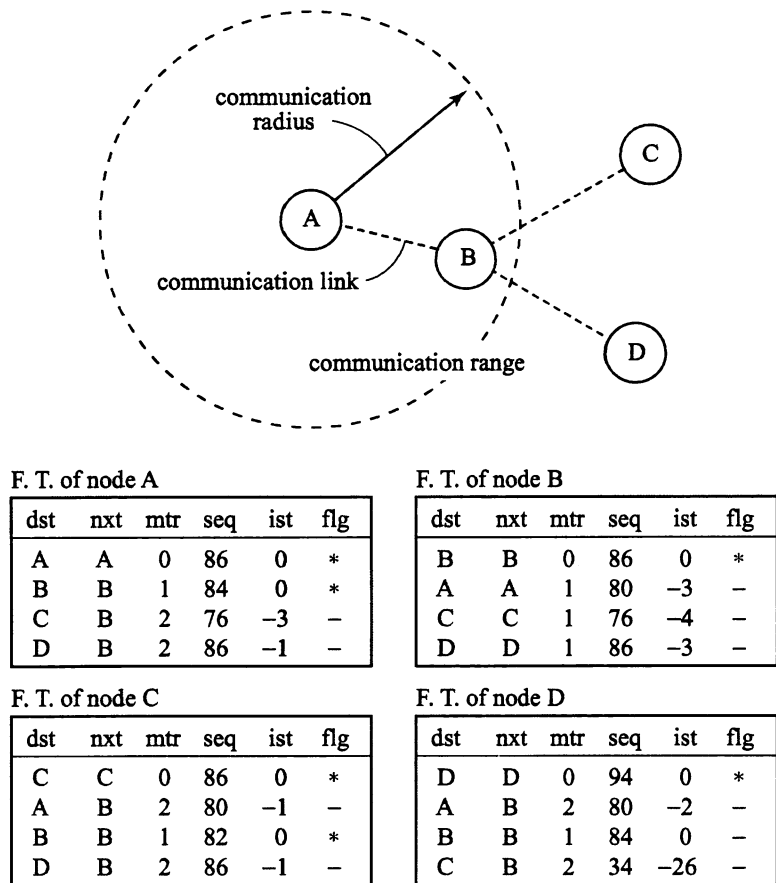 communication
radius
C
A
B
communication link
D
communication range
F. T. of node A
dst nxt mtr seq ist flg
A A 0 86 0 *
B B 1 84 0 *
C B 2 76 −3 −
D B 2 86 −1 −
F. T. of node B
dst nxt mtr seq ist flg
B B 0 86 0 *
A A 1 80 −3 −
C C 1 76 −4 −
D D 1 86 −3 −
F. T. of node C
dst nxt mtr seq ist flg
C C 0 86 0 *
A B 2 80 −1 −
B B 1 82 0 *
D B 2 86 −1 −
F. T. of node D
dst nxt mtr seq ist flg
D D 0 94 0 *
A B 2 80 −2 −
B B 1 84 0 −
C B 2 34 −26 −